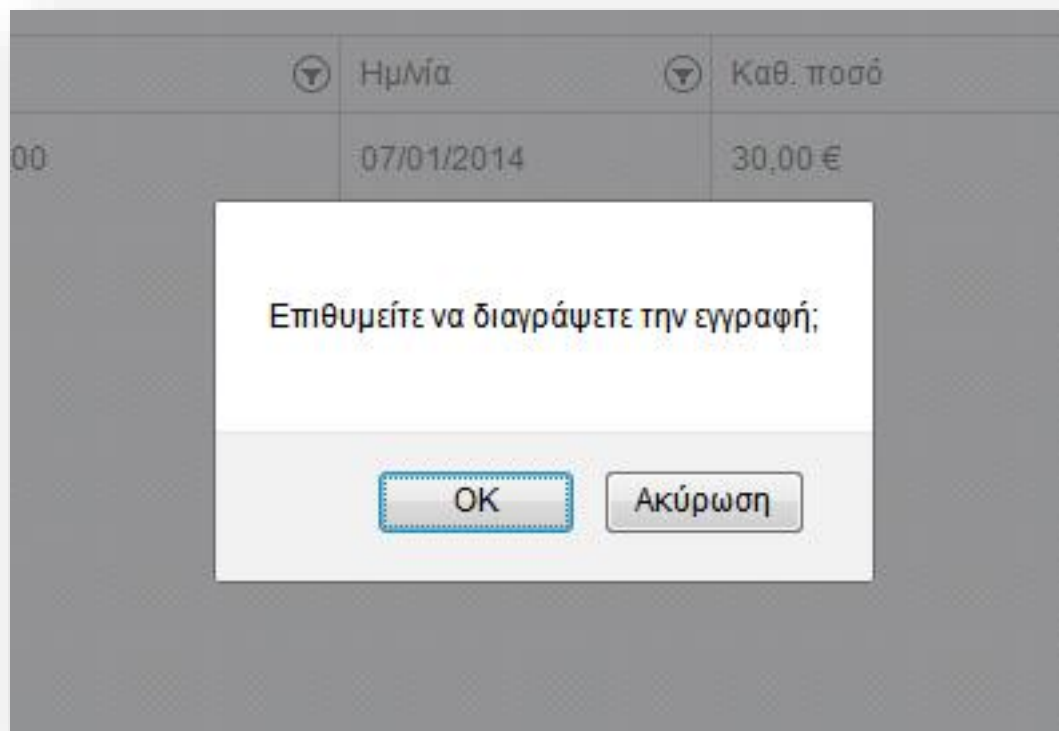 Ημ/νία Καθ. ποσό
00 07/01/2014 30,00 €
Επιθυμείτε να διαγράψετε την εγγραφή;
OK Ακύρωση